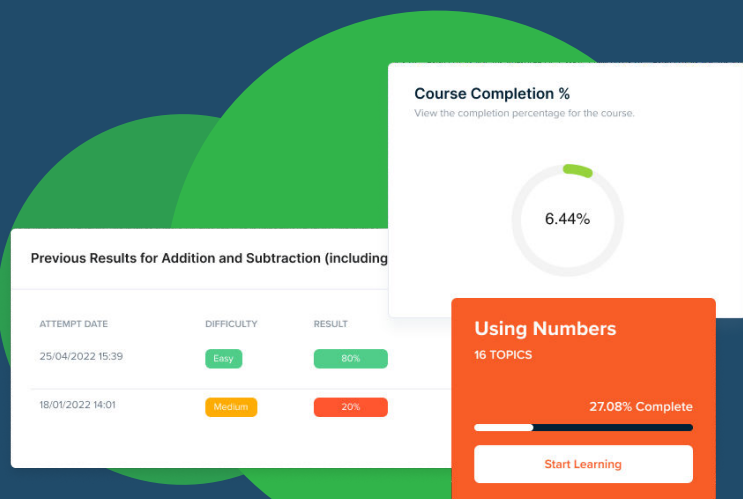 Course Completion %
View the completion percentage for the course.
6.44%
Previous Results for Addition and Subtraction (including
ATTEMPT DATE DIFFICULTY RESULT
25/04/2022 15:39 Easy 80%
18/01/2022 14:01 Medium 20%
Using Numbers
16 TOPICS
27.08% Complete
Start Learning